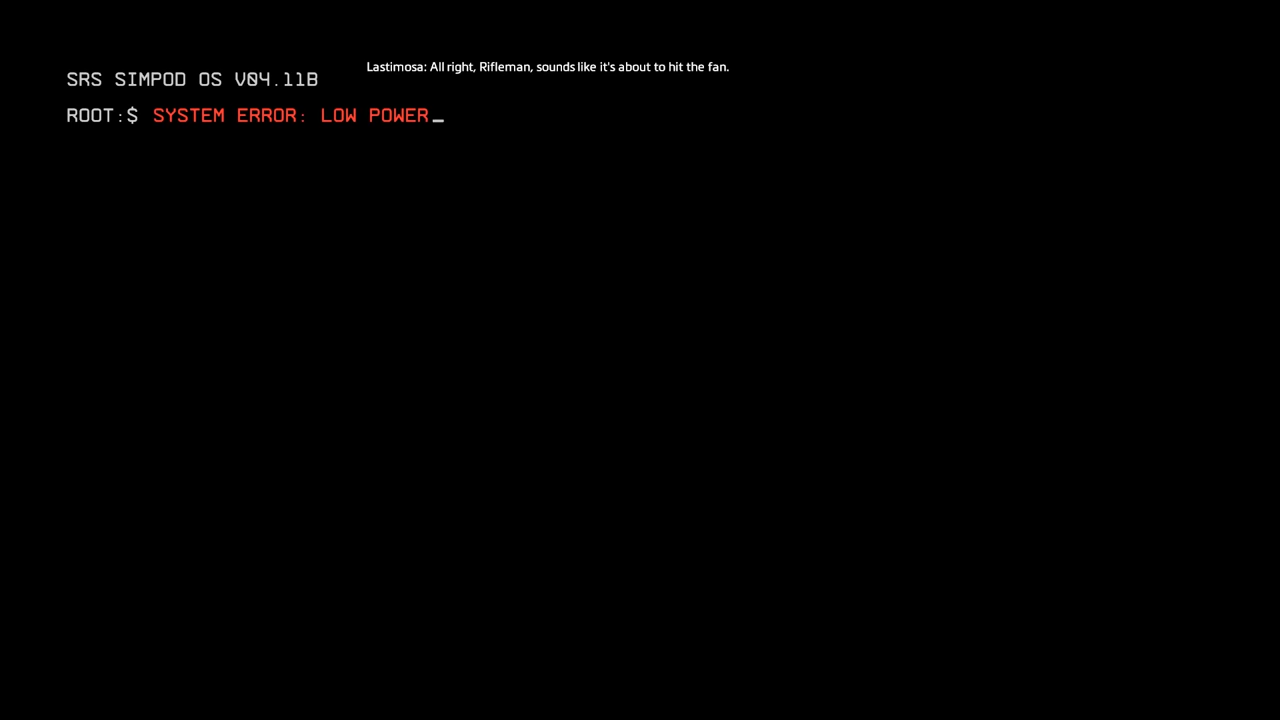 Lastimosa: All right, Rifleman, sounds like it's about to hit the fan.
SRS SIMPOD OS V04.11B
ROOT:$ SYSTEM ERROR: LOW POWER_